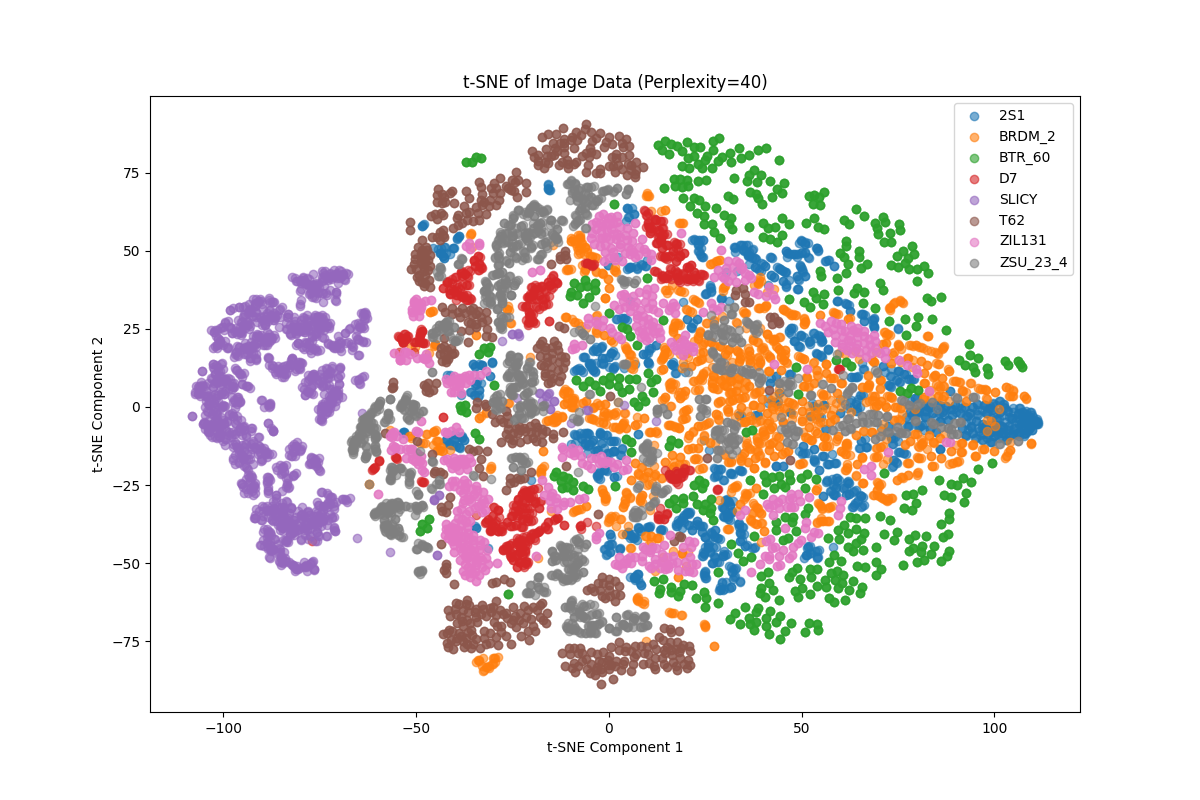 t-SNE of Image Data (Perplexity=40)
2S1
BRDM_2
BTR_60
D7
SLICY
T62
ZIL131
ZSU_23_4
75
50
25
0
−25
−50
−75
t-SNE Component 2
−100
−50
0
50
100
t-SNE Component 1